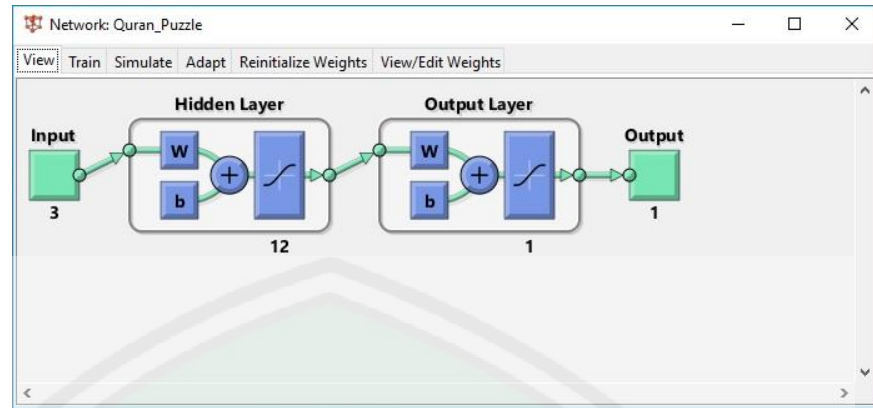 Network: Quran_Puzzle
View Train Simulate Adapt Reinitialize Weights View/Edit Weights
Hidden Layer Output Layer
Input Output
W W
b b
3 12 1 1